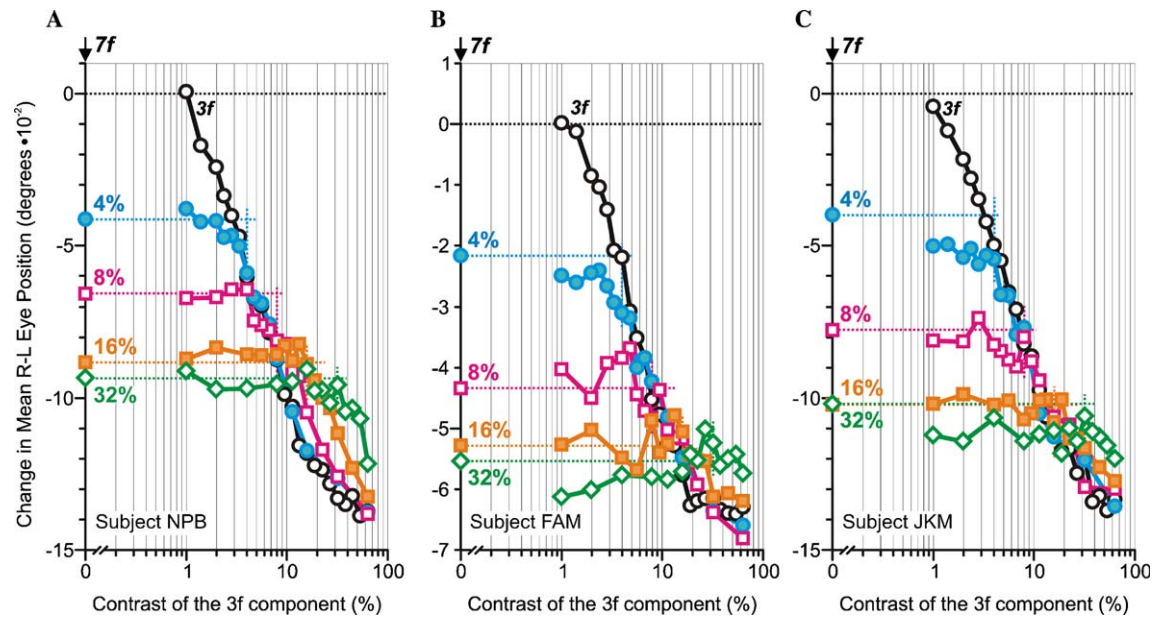 A
B
C
7f
7f
7f
Change in Mean R-L Eye Position (degrees •10⁻²)
0
-5
-10
-15
3f
4%
8%
16%
32%
Subject NPB
0
1
10
100
Contrast of the 3f component (%)
1
0
-1
-2
-3
-4
-5
-6
-7
3f
4%
8%
16%
32%
Subject FAM
0
1
10
100
Contrast of the 3f component (%)
0
-5
-10
-15
3f
4%
8%
16%
32%
Subject JKM
0
1
10
100
Contrast of the 3f component (%)